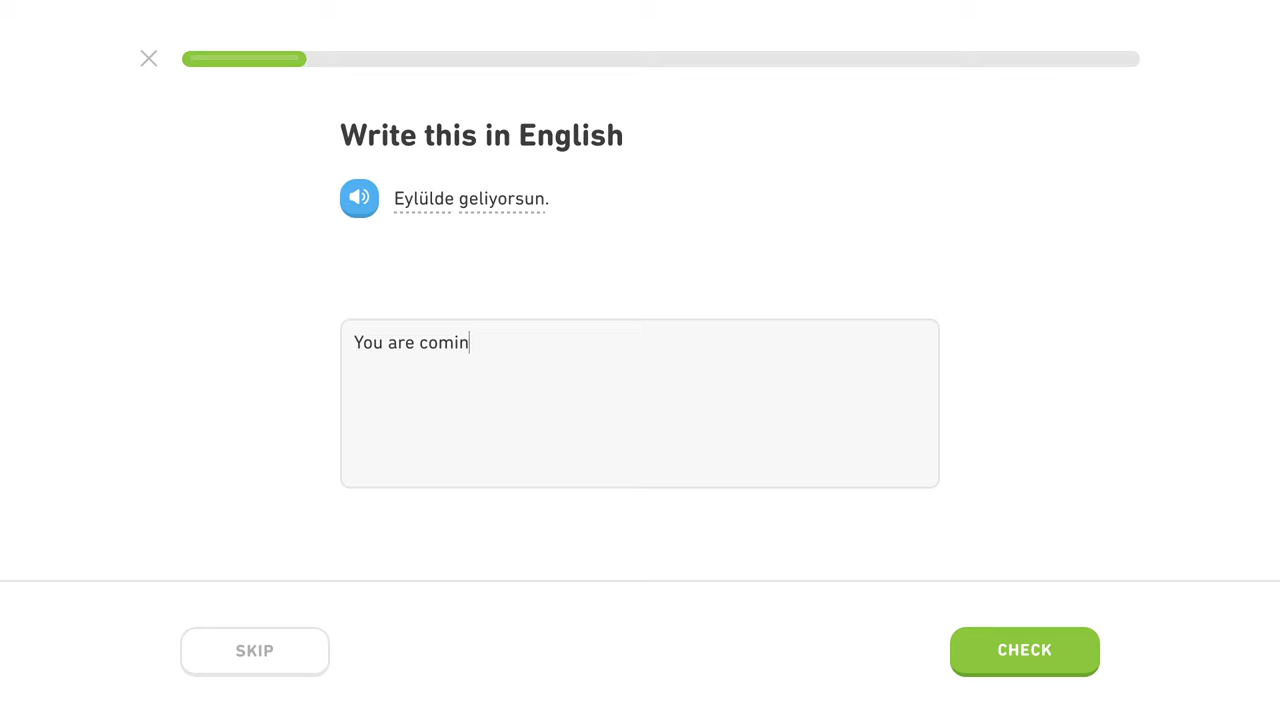 Write this in English
Eylülde geliyorsun.
You are comin
SKIP
CHECK